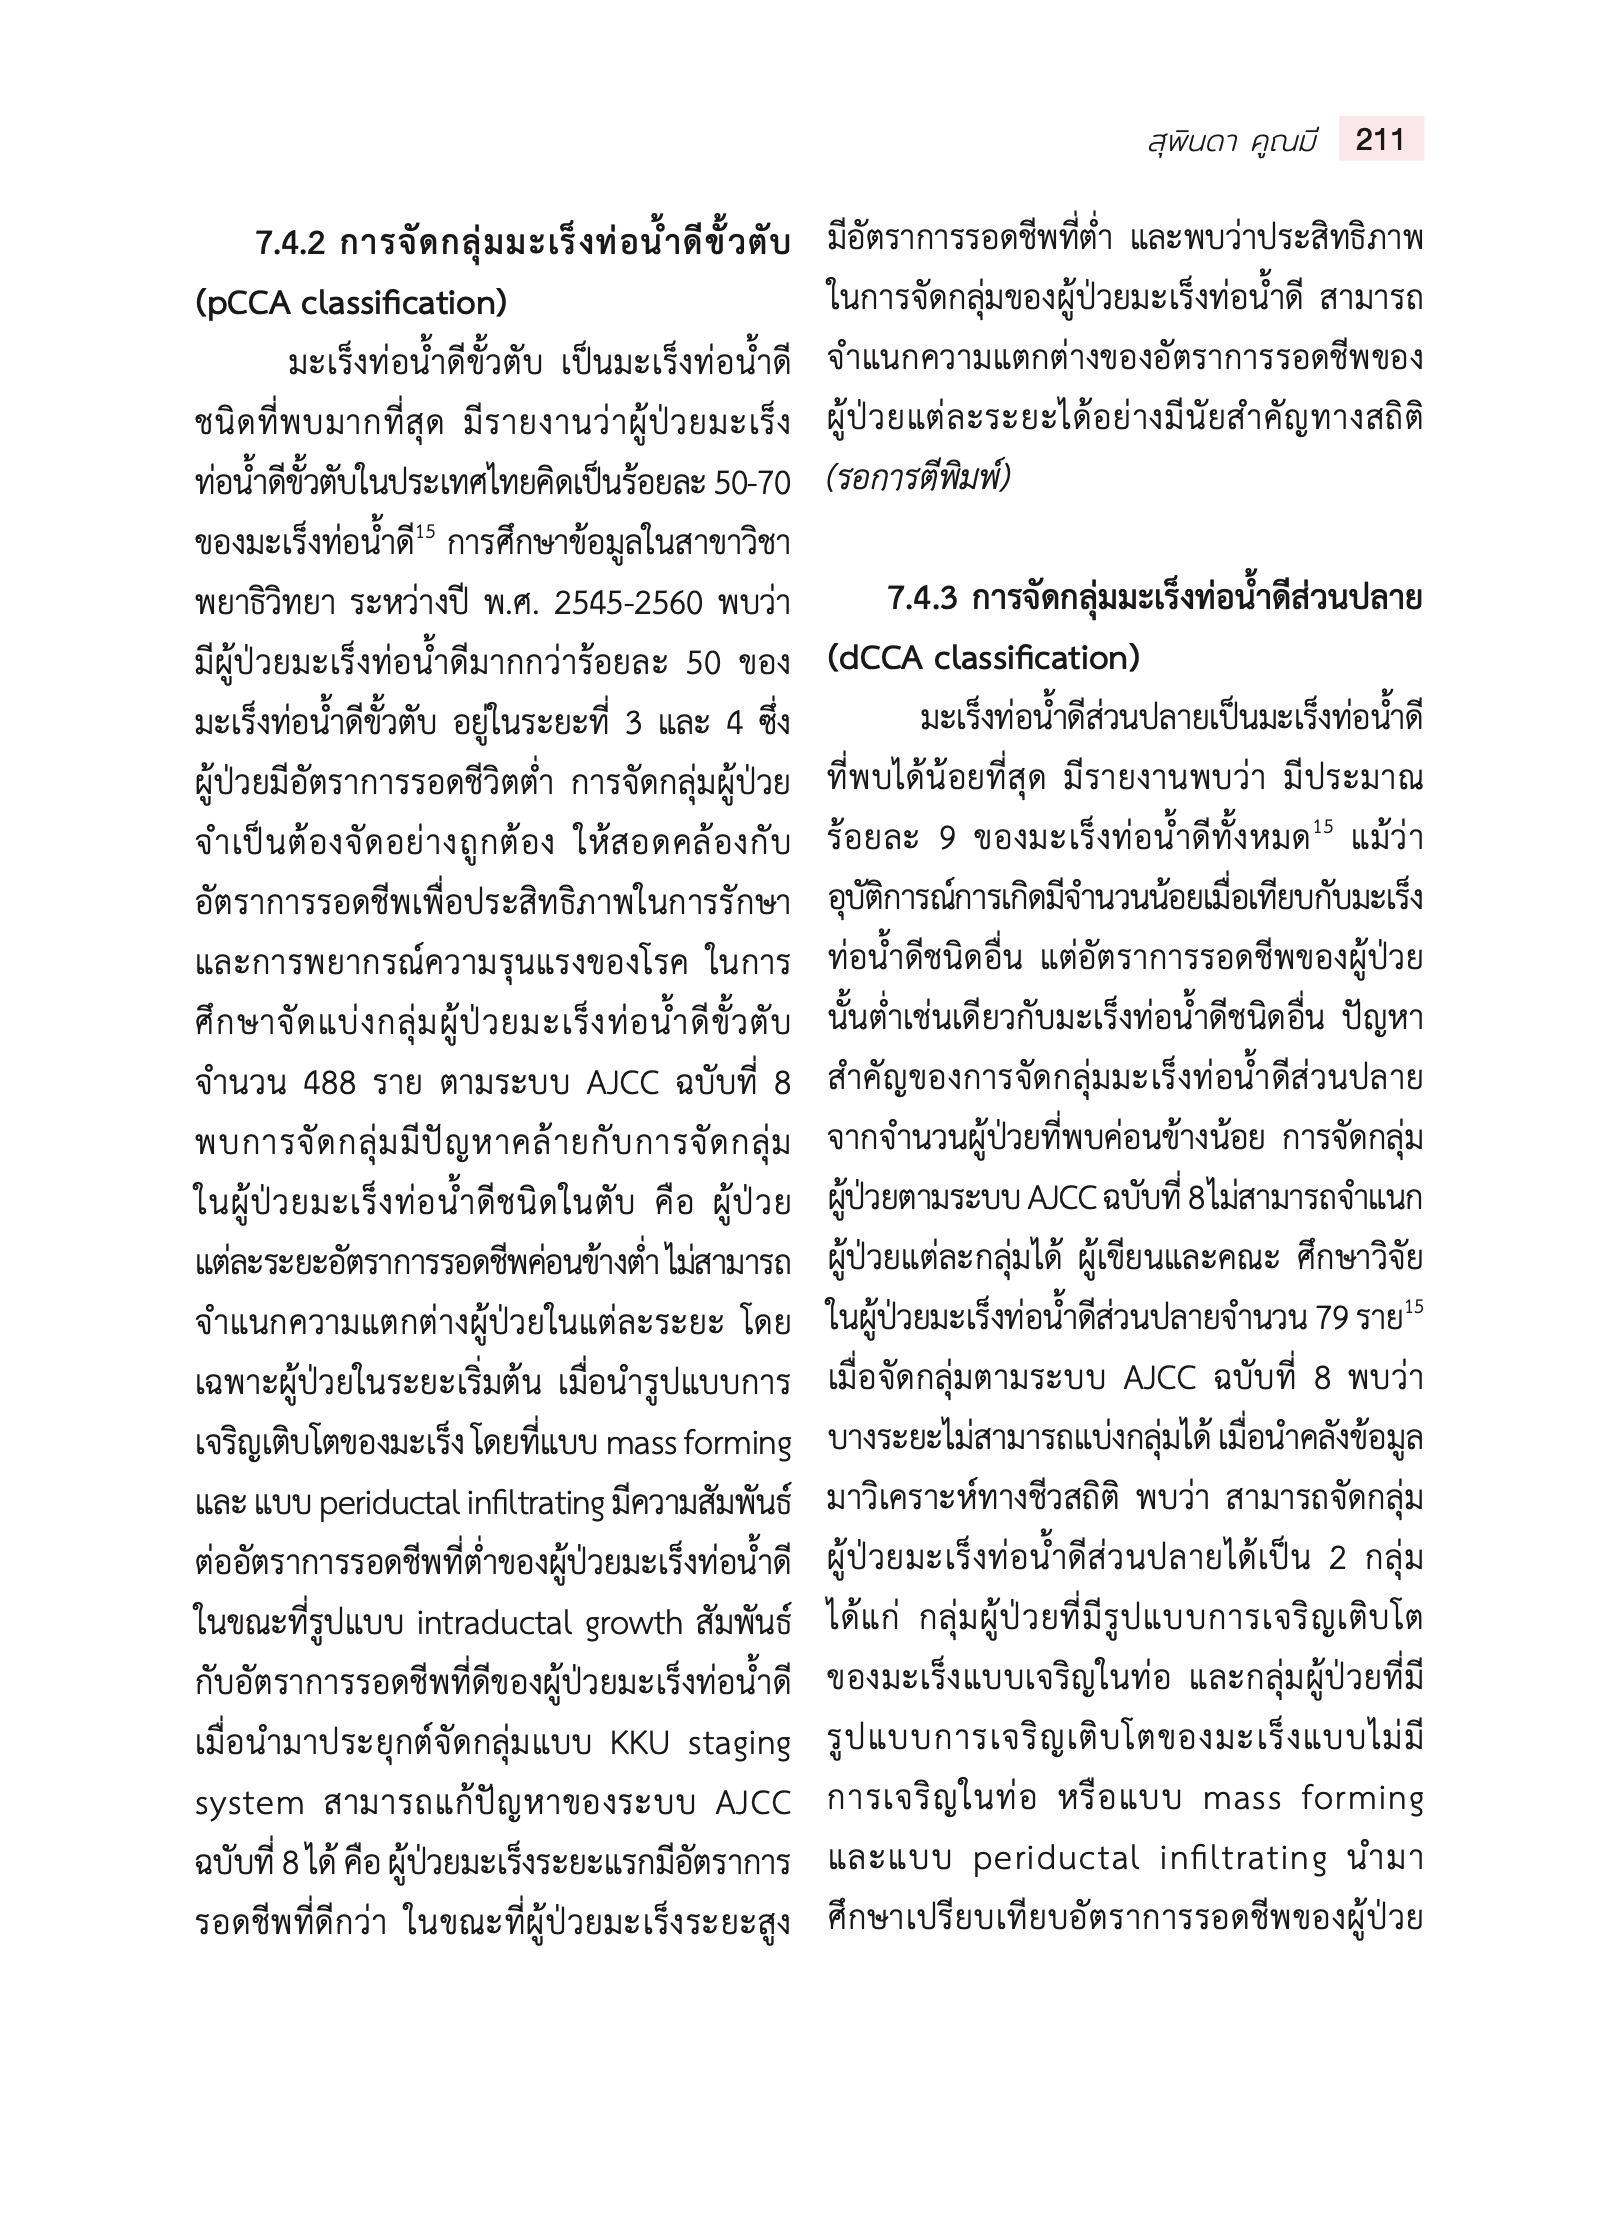 สุพินดา คูณมี 211
7.4.2 การจัดกลุ่มมะเร็งท่อน้ำดีขั้วตับ
(pCCA classification)
มะเร็งท่อน้ำดีขั้วตับ เป็นมะเร็งท่อน้ำดี
ชนิดที่พบมากที่สุด มีรายงานว่าผู้ป่วยมะเร็ง
ท่อน้ำดีขั้วตับในประเทศไทยคิดเป็นร้อยละ 50-70
ของมะเร็งท่อน้ำดี15 การศึกษาข้อมูลในสาขาวิชา
พยาธิวิทยา ระหว่างปี พ.ศ. 2545-2560 พบว่า
มีผู้ป่วยมะเร็งท่อน้ำดีมากกว่าร้อยละ 50 ของ
มะเร็งท่อน้ำดีขั้วตับ อยู่ในระยะที่ 3 และ 4 ซึ่ง
ผู้ป่วยมีอัตราการรอดชีวิตต่ำ การจัดกลุ่มผู้ป่วย
จำเป็นต้องจัดอย่างถูกต้อง ให้สอดคล้องกับ
อัตราการรอดชีพเพื่อประสิทธิภาพในการรักษา
และการพยากรณ์ความรุนแรงของโรค ในการ
ศึกษาจัดแบ่งกลุ่มผู้ป่วยมะเร็งท่อน้ำดีขั้วตับ
จำนวน 488 ราย ตามระบบ AJCC ฉบับที่ 8
พบการจัดกลุ่มมีปัญหาคล้ายกับการจัดกลุ่ม
ในผู้ป่วยมะเร็งท่อน้ำดีชนิดในตับ คือ ผู้ป่วย
แต่ละระยะอัตราการรอดชีพค่อนข้างต่ำ ไม่สามารถ
จำแนกความแตกต่างผู้ป่วยในแต่ละระยะ โดย
เฉพาะผู้ป่วยในระยะเริ่มต้น เมื่อนำรูปแบบการ
เจริญเติบโตของมะเร็ง โดยที่แบบ mass forming
และ แบบ periductal infiltrating มีความสัมพันธ์
ต่ออัตราการรอดชีพที่ต่ำของผู้ป่วยมะเร็งท่อน้ำดี
ในขณะที่รูปแบบ intraductal growth สัมพันธ์
กับอัตราการรอดชีพที่ดีของผู้ป่วยมะเร็งท่อน้ำดี
เมื่อนำมาประยุกต์จัดกลุ่มแบบ KKU staging
system สามารถแก้ปัญหาของระบบ AJCC
ฉบับที่ 8 ได้ คือ ผู้ป่วยมะเร็งระยะแรกมีอัตราการ
รอดชีพที่ดีกว่า ในขณะที่ผู้ป่วยมะเร็งระยะสูง
มีอัตราการรอดชีพที่ต่ำ และพบว่าประสิทธิภาพ
ในการจัดกลุ่มของผู้ป่วยมะเร็งท่อน้ำดี สามารถ
จำแนกความแตกต่างของอัตราการรอดชีพของ
ผู้ป่วยแต่ละระยะได้อย่างมีนัยสำคัญทางสถิติ
(รอการตีพิมพ์)
7.4.3 การจัดกลุ่มมะเร็งท่อน้ำดีส่วนปลาย
(dCCA classification)
มะเร็งท่อน้ำดีส่วนปลายเป็นมะเร็งท่อน้ำดี
ที่พบได้น้อยที่สุด มีรายงานพบว่า มีประมาณ
ร้อยละ 9 ของมะเร็งท่อน้ำดีทั้งหมด15 แม้ว่า
อุบัติการณ์การเกิดมีจำนวนน้อยเมื่อเทียบกับมะเร็ง
ท่อน้ำดีชนิดอื่น แต่อัตราการรอดชีพของผู้ป่วย
นั้นต่ำเช่นเดียวกับมะเร็งท่อน้ำดีชนิดอื่น ปัญหา
สำคัญของการจัดกลุ่มมะเร็งท่อน้ำดีส่วนปลาย
จากจำนวนผู้ป่วยที่พบค่อนข้างน้อย การจัดกลุ่ม
ผู้ป่วยตามระบบ AJCC ฉบับที่ 8 ไม่สามารถจำแนก
ผู้ป่วยแต่ละกลุ่มได้ ผู้เขียนและคณะ ศึกษาวิจัย
ในผู้ป่วยมะเร็งท่อน้ำดีส่วนปลายจำนวน 79 ราย15
เมื่อจัดกลุ่มตามระบบ AJCC ฉบับที่ 8 พบว่า
บางระยะไม่สามารถแบ่งกลุ่มได้ เมื่อนำคลังข้อมูล
มาวิเคราะห์ทางชีวสถิติ พบว่า สามารถจัดกลุ่ม
ผู้ป่วยมะเร็งท่อน้ำดีส่วนปลายได้เป็น 2 กลุ่ม
ได้แก่ กลุ่มผู้ป่วยที่มีรูปแบบการเจริญเติบโต
ของมะเร็งแบบเจริญในท่อ และกลุ่มผู้ป่วยที่มี
รูปแบบการเจริญเติบโตของมะเร็งแบบไม่มี
การเจริญในท่อ หรือแบบ mass forming
และแบบ periductal infiltrating นำมา
ศึกษาเปรียบเทียบอัตราการรอดชีพของผู้ป่วย